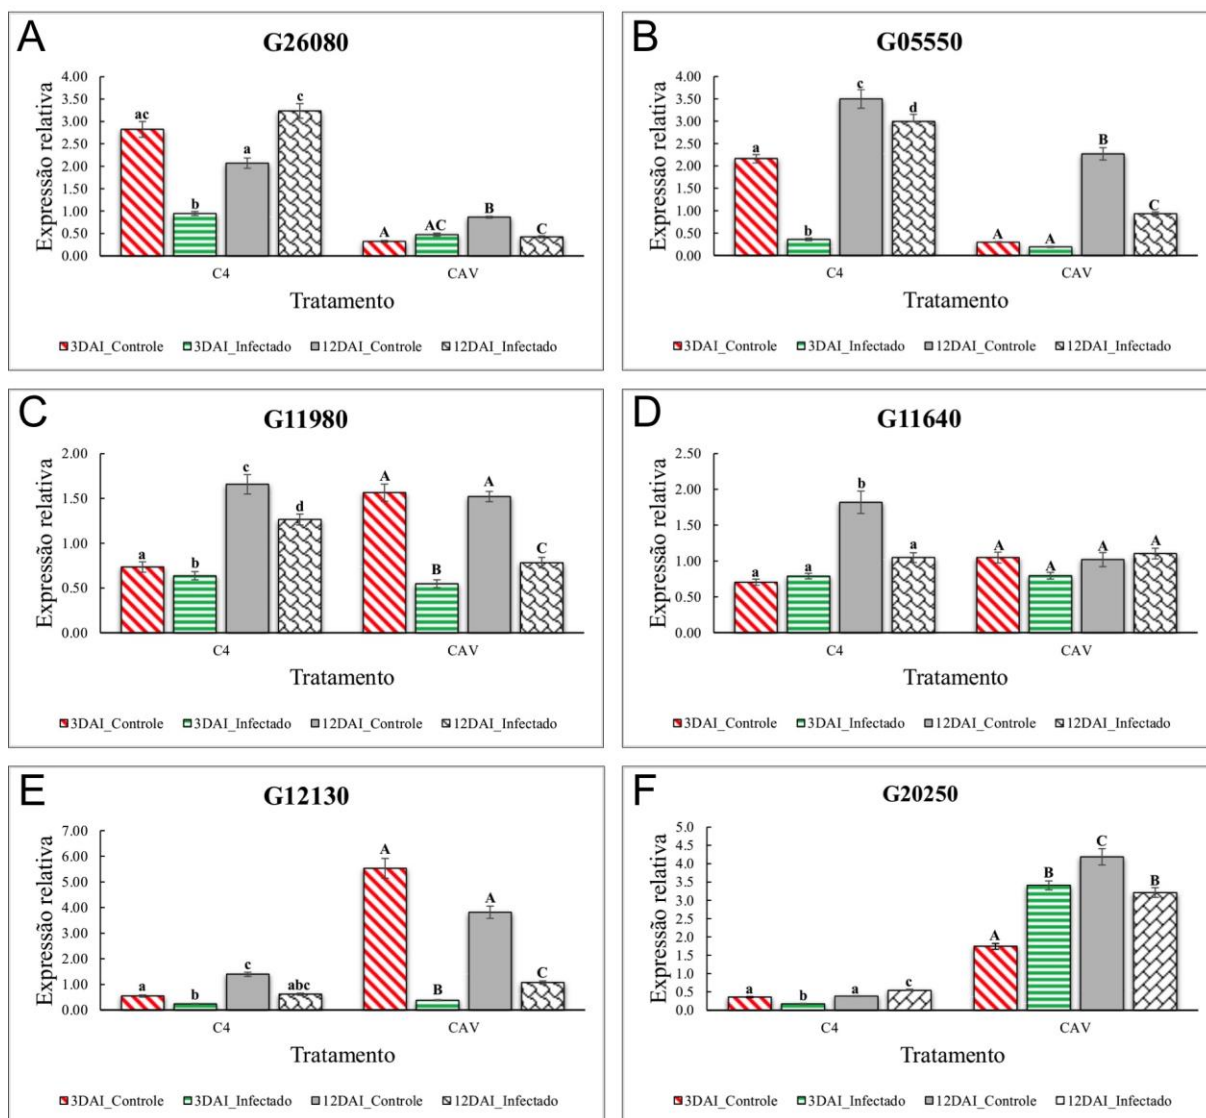 A
G26080
Expressão relativa
4.00
3.50
3.00
2.50
2.00
1.50
1.00
0.50
0.00
ac
b
a
c
A
AC
B
C
C4
CAV
Tratamento
3DAI_Controle 3DAI_Infectado 12DAI_Controle 12DAI_Infectado
B
G05550
Expressão relativa
4.00
3.50
3.00
2.50
2.00
1.50
1.00
0.50
0.00
a
b
c
d
A
A
B
C
C4
CAV
Tratamento
3DAI_Controle 3DAI_Infectado 12DAI_Controle 12DAI_Infectado
C
G11980
Expressão relativa
2.00
1.50
1.00
0.50
0.00
a
b
c
d
A
B
A
C
C4
CAV
Tratamento
3DAI_Controle 3DAI_Infectado 12DAI_Controle 12DAI_Infectado
D
G11640
Expressão relativa
2.50
2.00
1.50
1.00
0.50
0.00
a
a
b
a
A
A
A
A
C4
CAV
Tratamento
3DAI_Controle 3DAI_Infectado 12DAI_Controle 12DAI_Infectado
E
G12130
Expressão relativa
7.00
6.00
5.00
4.00
3.00
2.00
1.00
0.00
a
b
c
abc
A
B
A
C
C4
CAV
Tratamento
3DAI_Controle 3DAI_Infectado 12DAI_Controle 12DAI_Infectado
F
G20250
Expressão relativa
5.0
4.5
4.0
3.5
3.0
2.5
2.0
1.5
1.0
0.5
0.0
a
b
a
c
A
B
C
B
C4
CAV
Tratamento
3DAI_Controle 3DAI_Infectado 12DAI_Controle 12DAI_Infectado